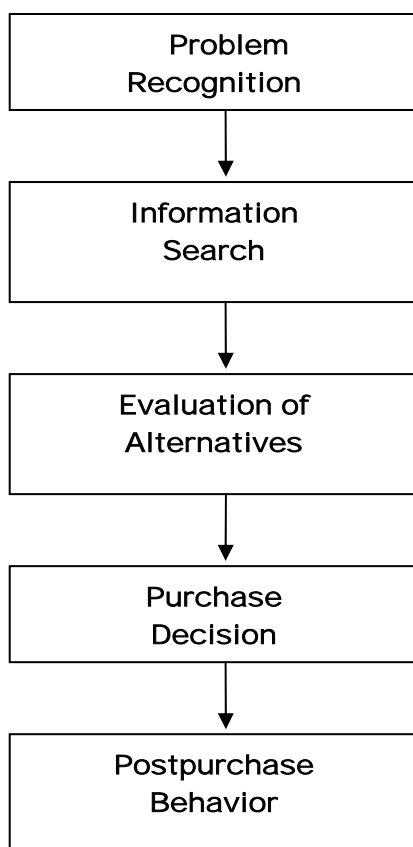 Problem
Recognition
Information
Search
Evaluation of
Alternatives
Purchase
Decision
Postpurchase
Behavior